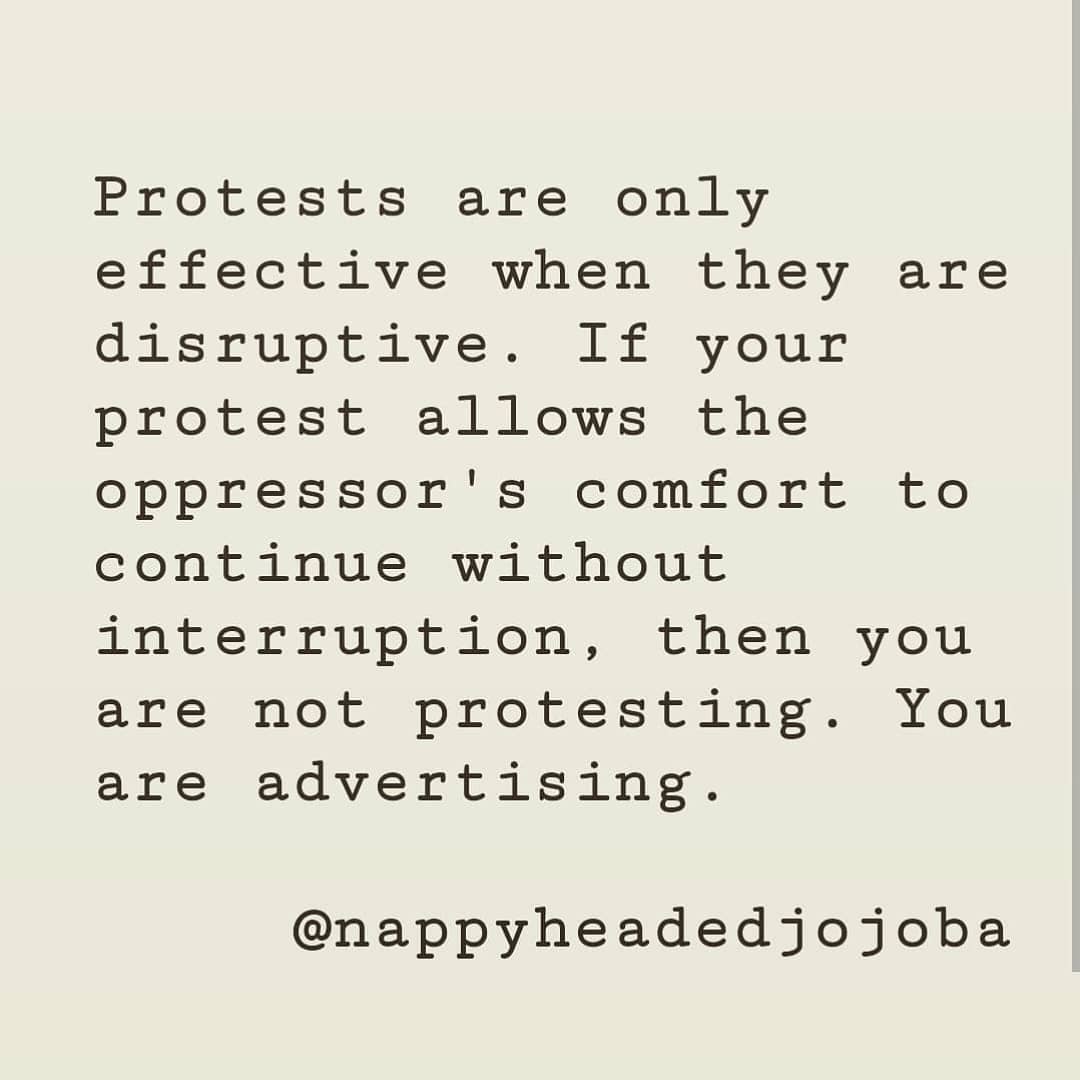 Protests are only
effective when they are
disruptive. If your
protest allows the
oppressor's comfort to
continue without
interruption, then you
are not protesting. You
are advertising.
@nappyheadedjojoba